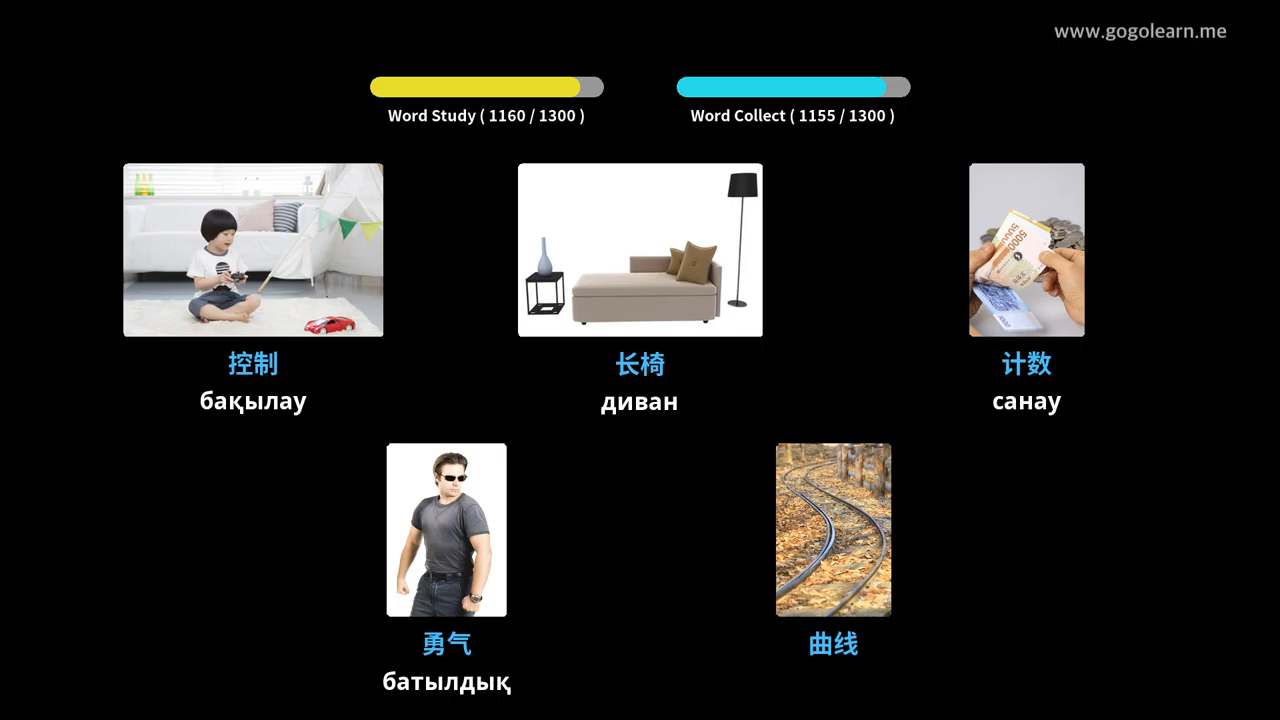 www.gogolearn.me
Word Study ( 1160 / 1300 )
Word Collect ( 1155 / 1300 )
控制
бақылау
长椅
диван
计数
санау
勇气
батылдық
曲线